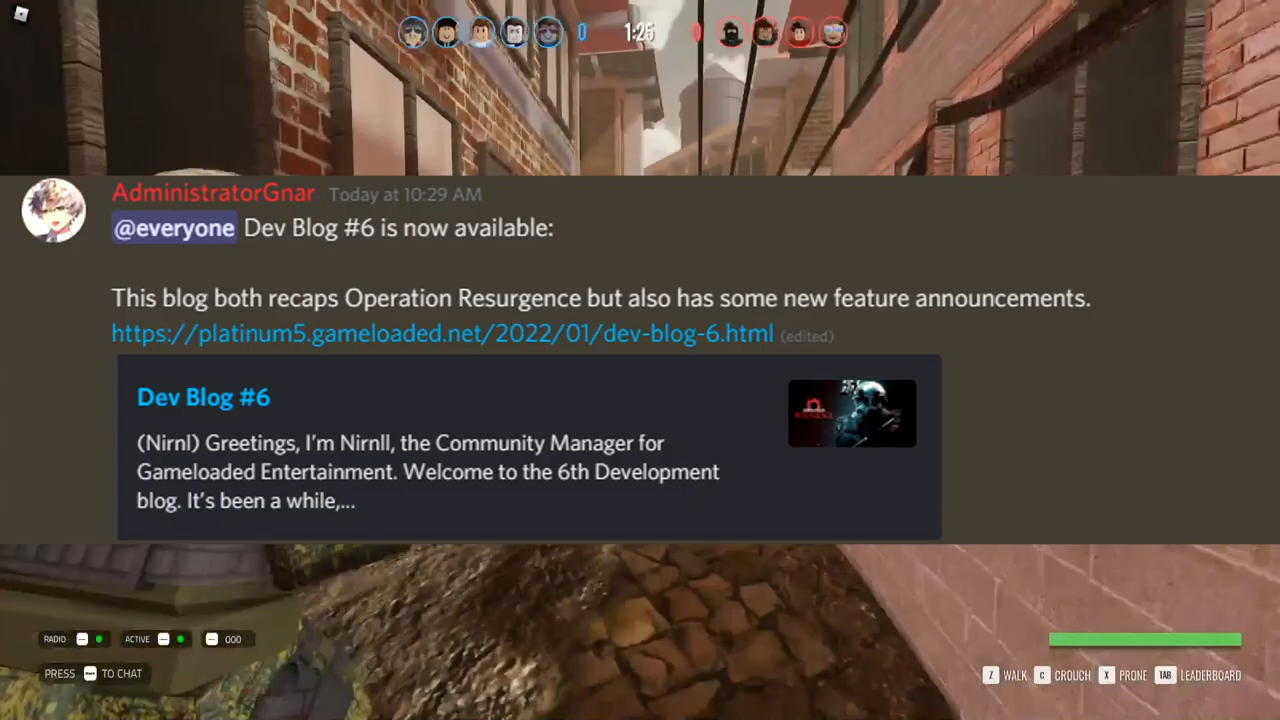 0 1:25 0
AdministratorGnar Today at 10:29 AM
@everyone Dev Blog #6 is now available:
This blog both recaps Operation Resurgence but also has some new feature announcements.
https://platinum5.gameloaded.net/2022/01/dev-blog-6.html (edited)
Dev Blog #6
(Nirnl) Greetings, I'm Nirnll, the Community Manager for
Gameloaded Entertainment. Welcome to the 6th Development
blog. It's been a while,...
RADIO ACTIVE 000
PRESS TO CHAT
Z WALK C CROUCH X PRONE TAB LEADERBOARD